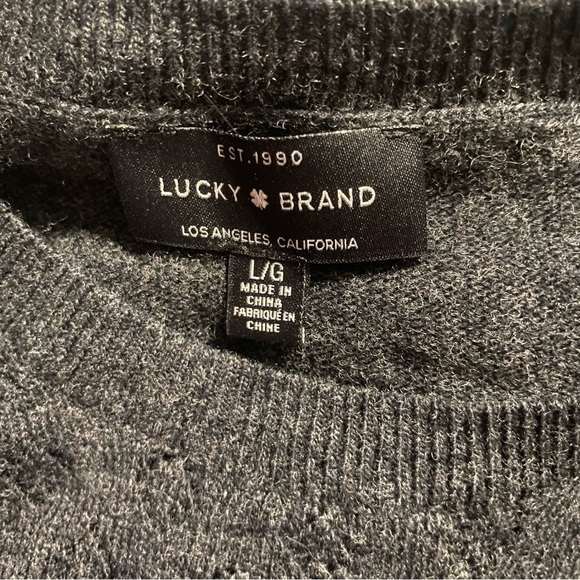 EST.1990
LUCKY BRAND
LOS ANGELES, CALIFORNIA
L/G
MADE IN
CHINA
FABRIQUÉ EN
CHINE